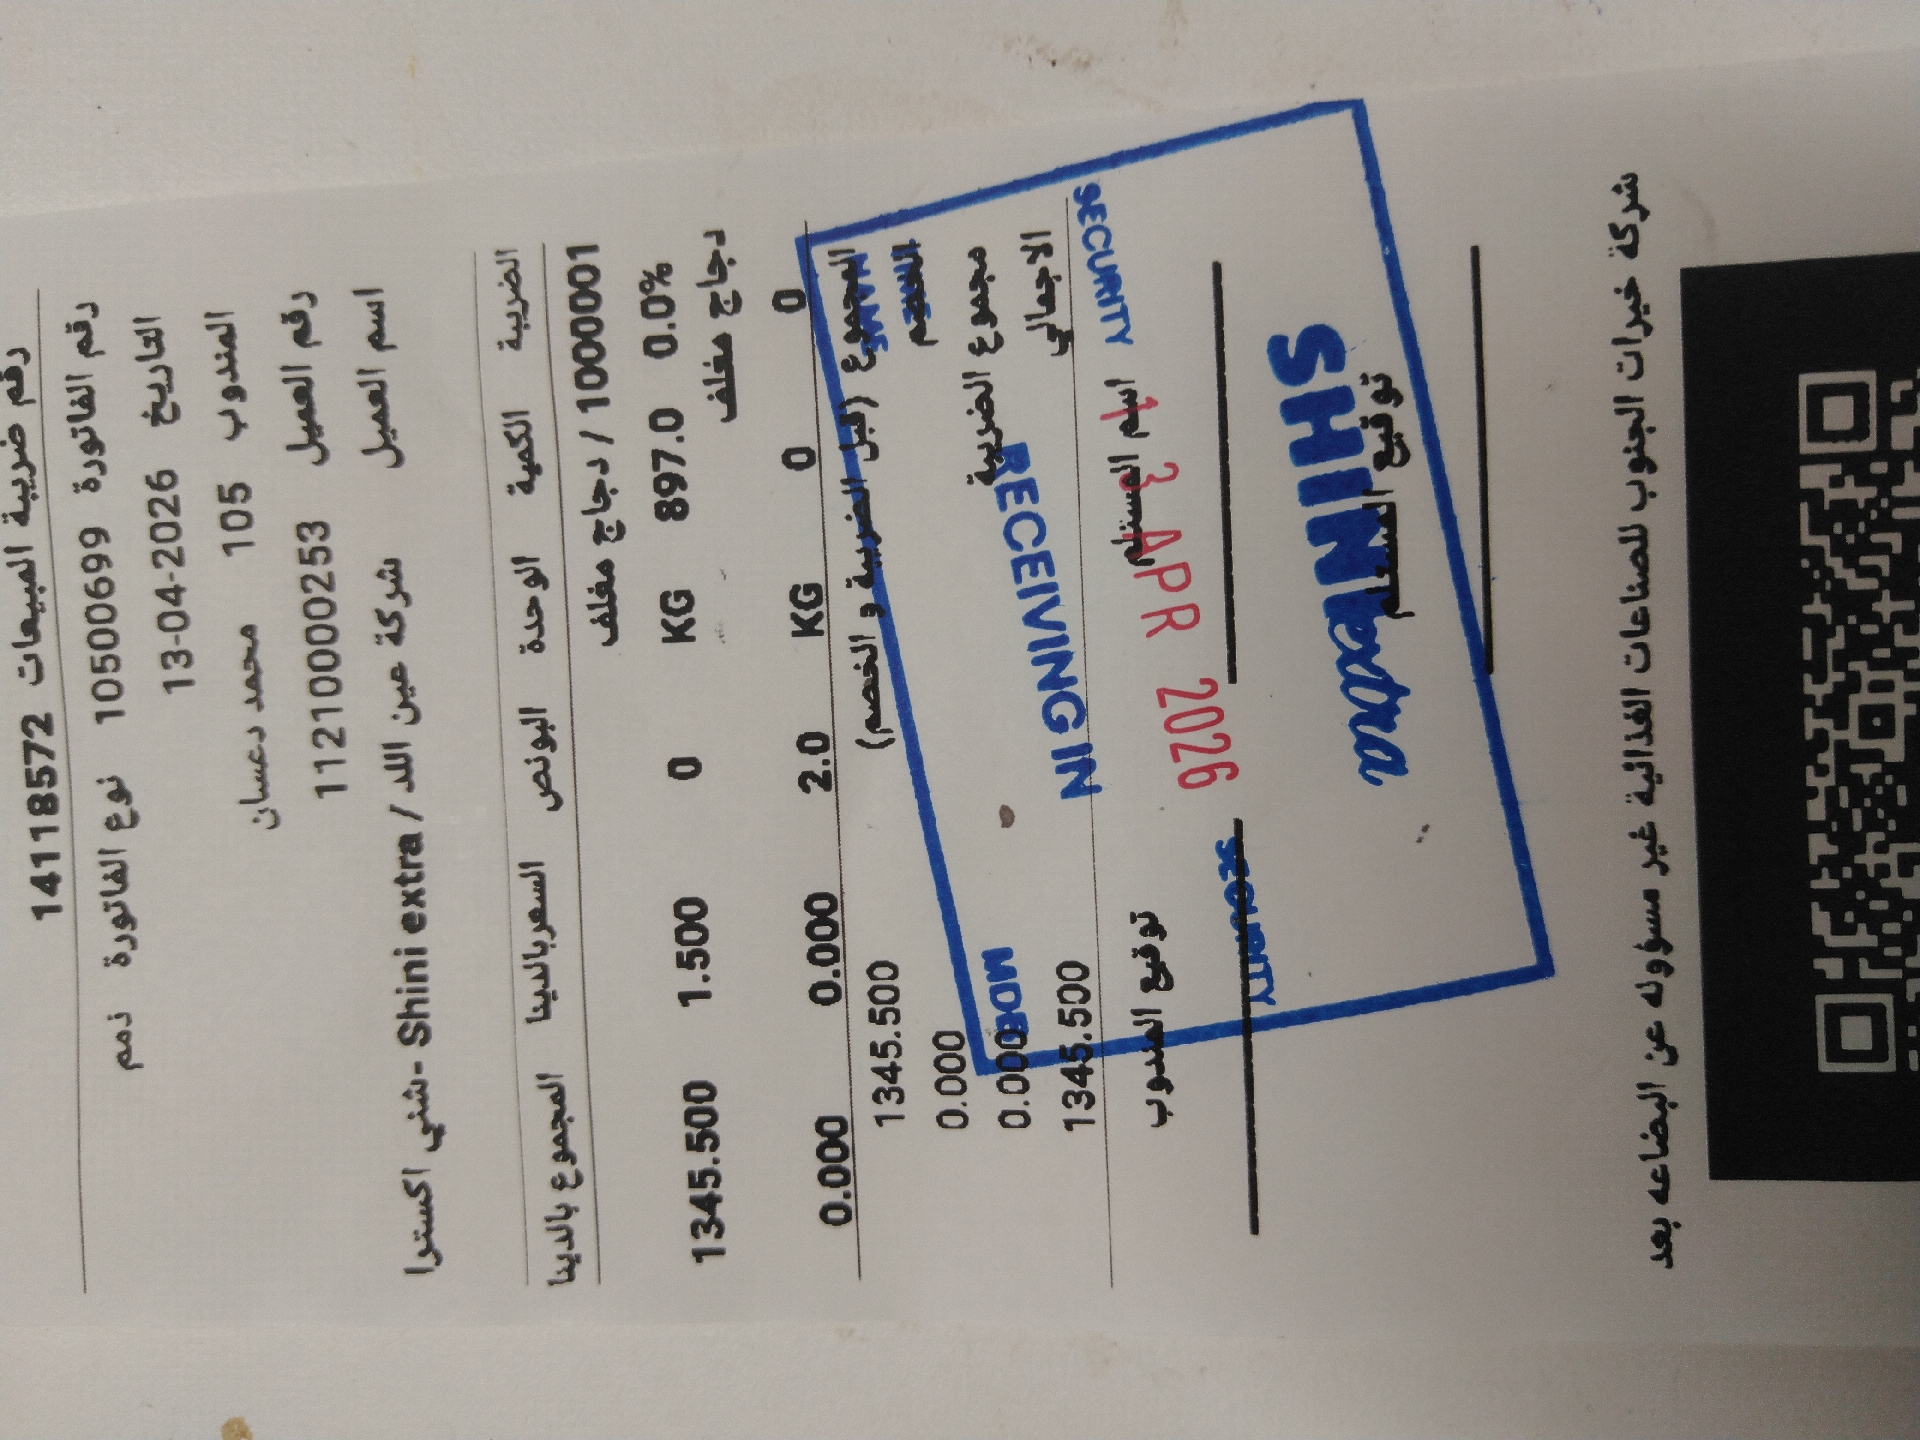 رقم ضريبة المبيعات 14118572
رقم الفاتورة 10500699 نوع الفاتورة ذمم
التاريخ 13-04-2026
المندوب 105 محمد دعسان
رقم العميل 1121000253
اسم العميل شركة عين الله / Shini extra -شني اكسترا
الضريبة الكمية الوحدة البونص السعربالدينا المجموع بالدينا
1000001 / دجاج مغلف
0.0% 897.0 KG 0 1.500 1345.500
دجاج مغلف
0 0 KG 2.0 0.000 0.000
المجموع (قبل الضريبة و الخصم) 1345.500
الخصم 0.000
مجموع الضريبة 0.000
الاجمالي 1345.500
NAME
RECEIVING IN
MDE
SECURITY
اسم المستلم
توقيع المندوب
13 APR 2026
SECURITY
SHINI extra
توقيع المستلم
شركة خيرات الجنوب للصناعات الغذائية غير مسؤوله عن البضاعه بعد